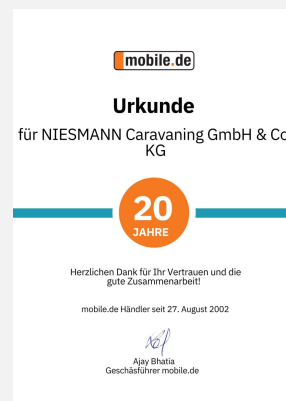 mobile.de
Urkunde
für NIESMANN Caravaning GmbH & Co
KG
20
JAHRE
Herzlichen Dank für Ihr Vertrauen und die
gute Zusammenarbeit!
mobile.de Händler seit 27. August 2002
Ajay Bhatia
Geschäsführer mobile.de